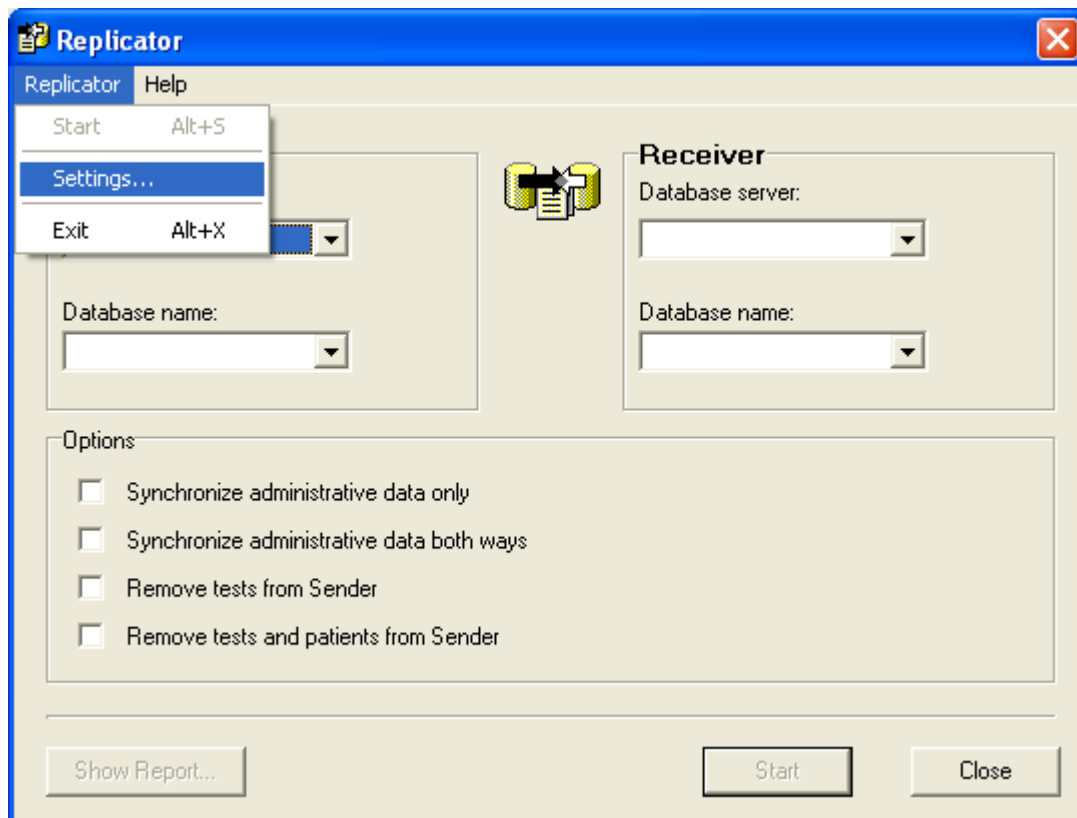 Replicator
Replicator Help
Start Alt+S
Settings...
Exit Alt+X
Receiver
Database server:
Database name:
Database name:
Options
Synchronize administrative data only
Synchronize administrative data both ways
Remove tests from Sender
Remove tests and patients from Sender
Show Report...
Start
Close